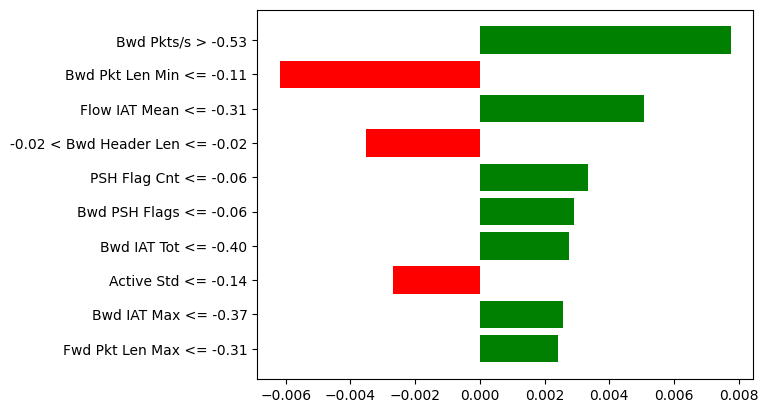 Bwd Pkts/s > -0.53
Bwd Pkt Len Min <= -0.11
Flow IAT Mean <= -0.31
-0.02 < Bwd Header Len <= -0.02
PSH Flag Cnt <= -0.06
Bwd PSH Flags <= -0.06
Bwd IAT Tot <= -0.40
Active Std <= -0.14
Bwd IAT Max <= -0.37
Fwd Pkt Len Max <= -0.31
−0.006 −0.004 −0.002 0.000 0.002 0.004 0.006 0.008